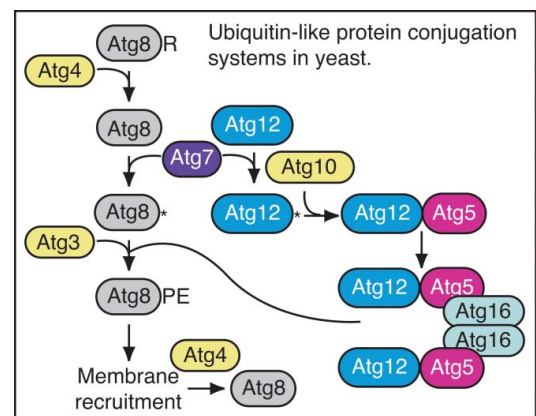 Ubiquitin-like protein conjugation
systems in yeast.
Atg8 R
Atg4
Atg8
Atg12
Atg7
Atg10
Atg8 *
Atg12 *
Atg12 Atg5
Atg3
Atg8 PE
Atg12 Atg5
Atg16
Atg16
Atg12 Atg5
Atg4
Membrane
recruitment
Atg8